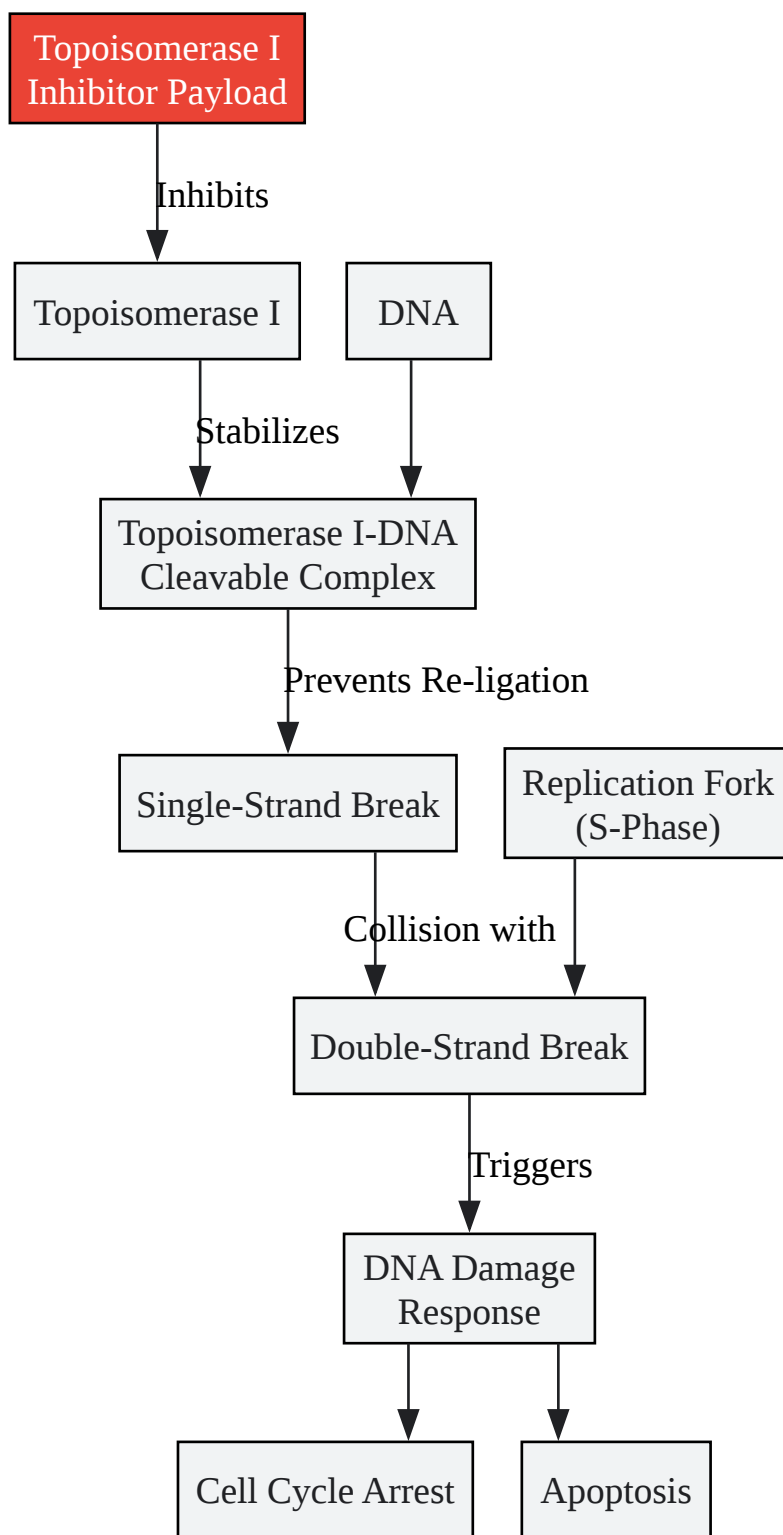 Topoisomerase I
Inhibitor Payload
Inhibits
Topoisomerase I
DNA
Stabilizes
Topoisomerase I-DNA
Cleavable Complex
Prevents Re-ligation
Single-Strand Break
Replication Fork
(S-Phase)
Collision with
Double-Strand Break
Triggers
DNA Damage
Response
Cell Cycle Arrest
Apoptosis